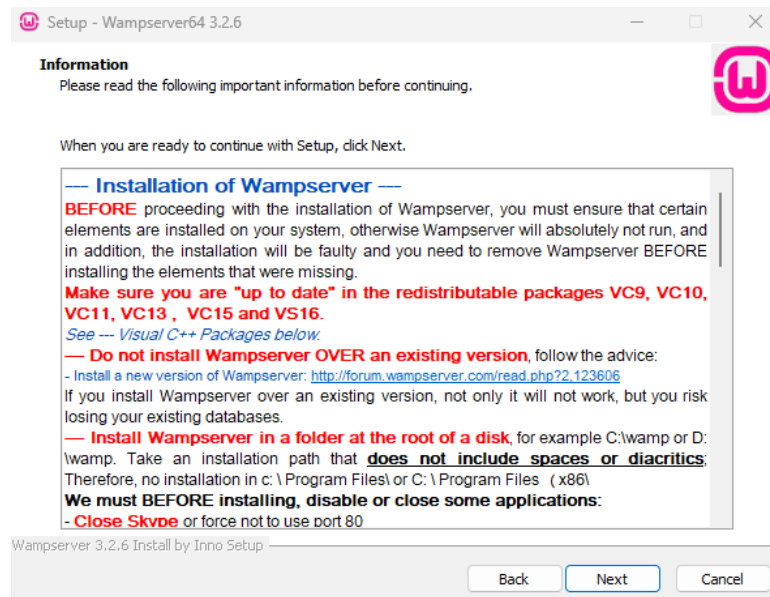 Setup - Wampserver64 3.2.6
Information
Please read the following important information before continuing.
When you are ready to continue with Setup, click Next.
--- Installation of Wampserver ---
BEFORE proceeding with the installation of Wampserver, you must ensure that certain
elements are installed on your system, otherwise Wampserver will absolutely not run, and
in addition, the installation will be faulty and you need to remove Wampserver BEFORE
installing the elements that were missing.
Make sure you are "up to date" in the redistributable packages VC9, VC10,
VC11, VC13 , VC15 and VS16.
See --- Visual C++ Packages below.
— Do not install Wampserver OVER an existing version, follow the advice:
- Install a new version of Wampserver: http://forum.wampserver.com/read.php?2,123606
If you install Wampserver over an existing version, not only it will not work, but you risk
losing your existing databases.
— Install Wampserver in a folder at the root of a disk, for example C:\wamp or D:
\wamp. Take an installation path that does not include spaces or diacritics;
Therefore, no installation in c: \ Program Files\ or C: \ Program Files (x86\
We must BEFORE installing, disable or close some applications:
- Close Skype or force not to use port 80
Wampserver 3.2.6 Install by Inno Setup
Back
Next
Cancel